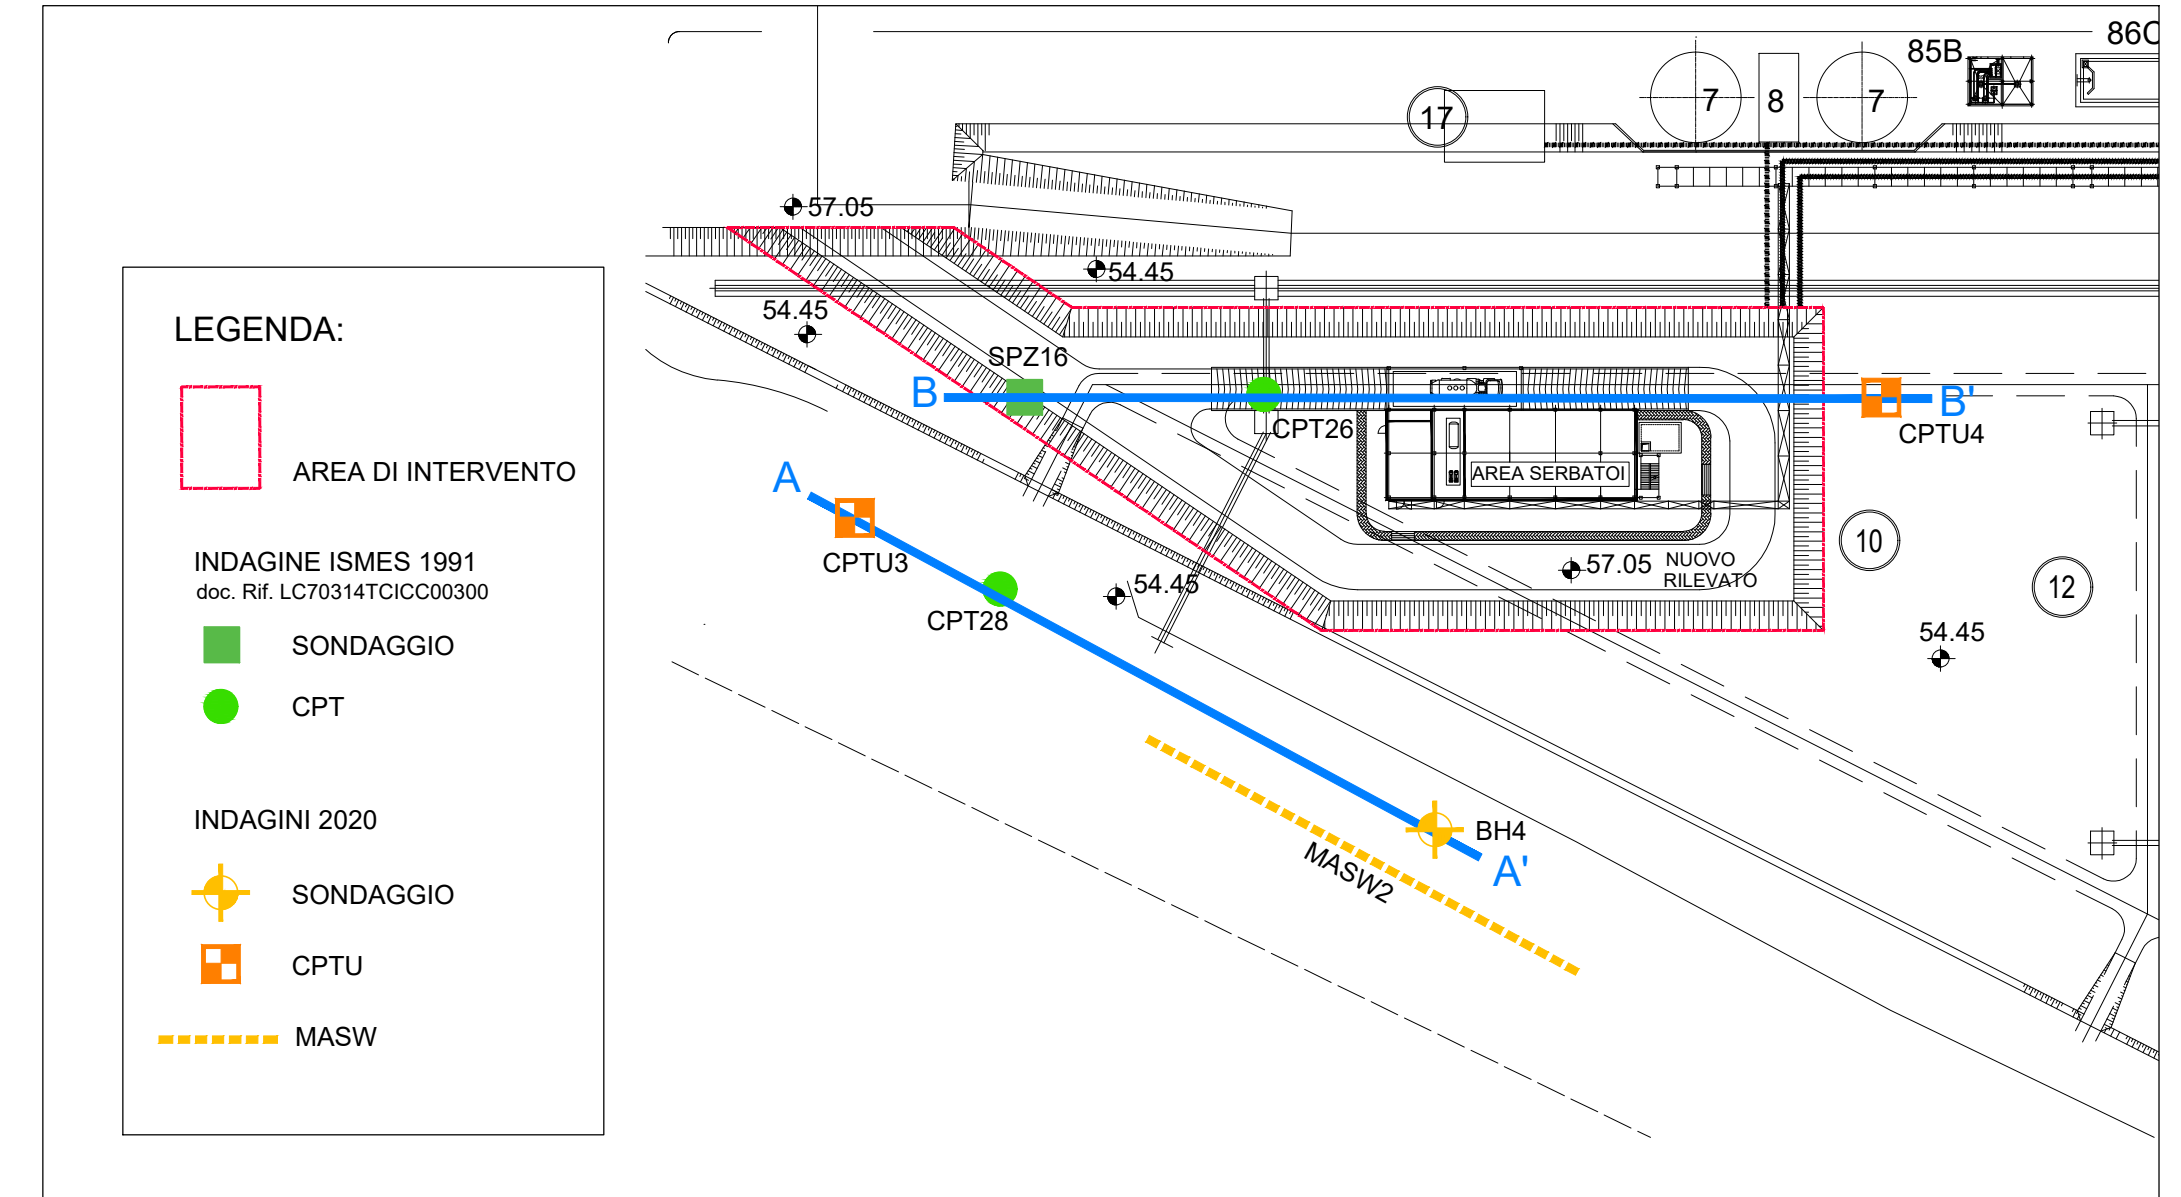 86C
85B
7
8
7
17
57.05
54.45
54.45
LEGENDA:
SPZ16
B
B'
CPT26
CPTU4
AREA DI INTERVENTO
AREA SERBATOI
A
10
CPTU3
57.05
NUOVO
RILEVATO
12
54.45
INDAGINE ISMES 1991
doc. Rif. LC70314TCICC00300
CPT28
54.45
SONDAGGIO
CPT
INDAGINI 2020
BH4
MASW2
A'
SONDAGGIO
CPTU
MASW